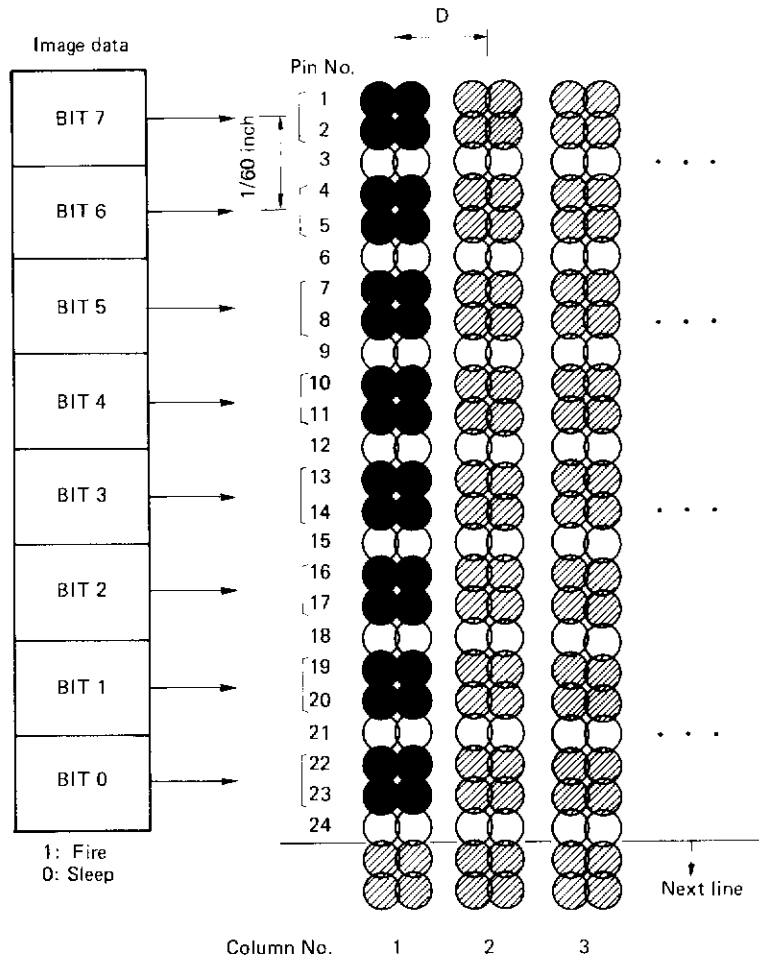 D
Image data
Pin No.
BIT 7
BIT 6
BIT 5
BIT 4
BIT 3
BIT 2
BIT 1
BIT 0
1/60 inch
1
2
3
4
5
6
7
8
9
10
11
12
13
14
15
16
17
18
19
20
21
22
23
24
. . .
. . .
. . .
. . .
1: Fire
0: Sleep
Next line
Column No. 1 2 3